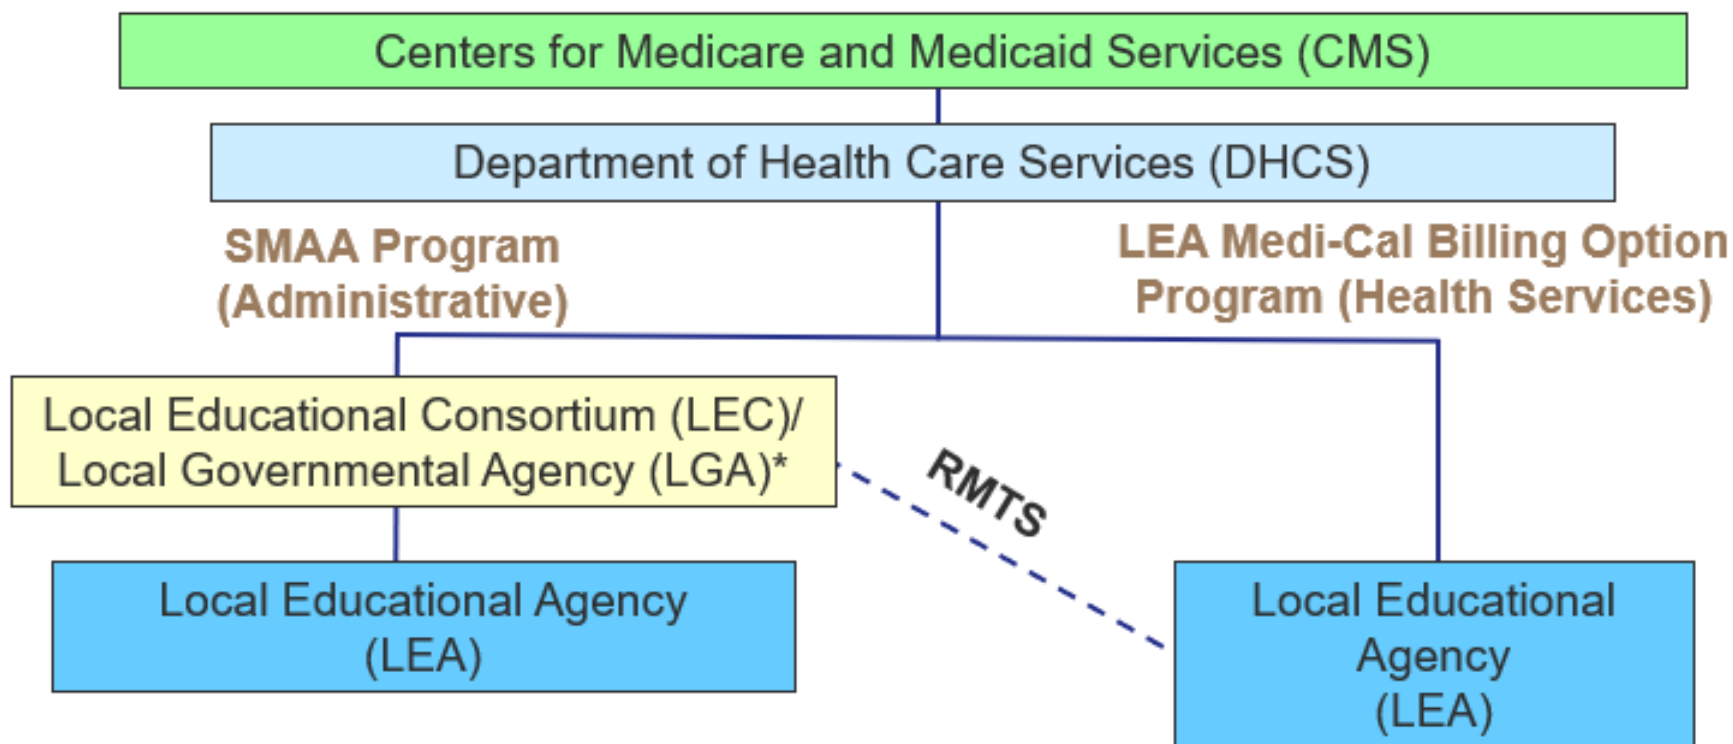 Centers for Medicare and Medicaid Services (CMS)
Department of Health Care Services (DHCS)
SMAA Program
(Administrative)
LEA Medi-Cal Billing Option
Program (Health Services)
Local Educational Consortium (LEC)/
Local Governmental Agency (LGA)*
RMTS
Local Educational Agency
(LEA)
Local Educational
Agency
(LEA)